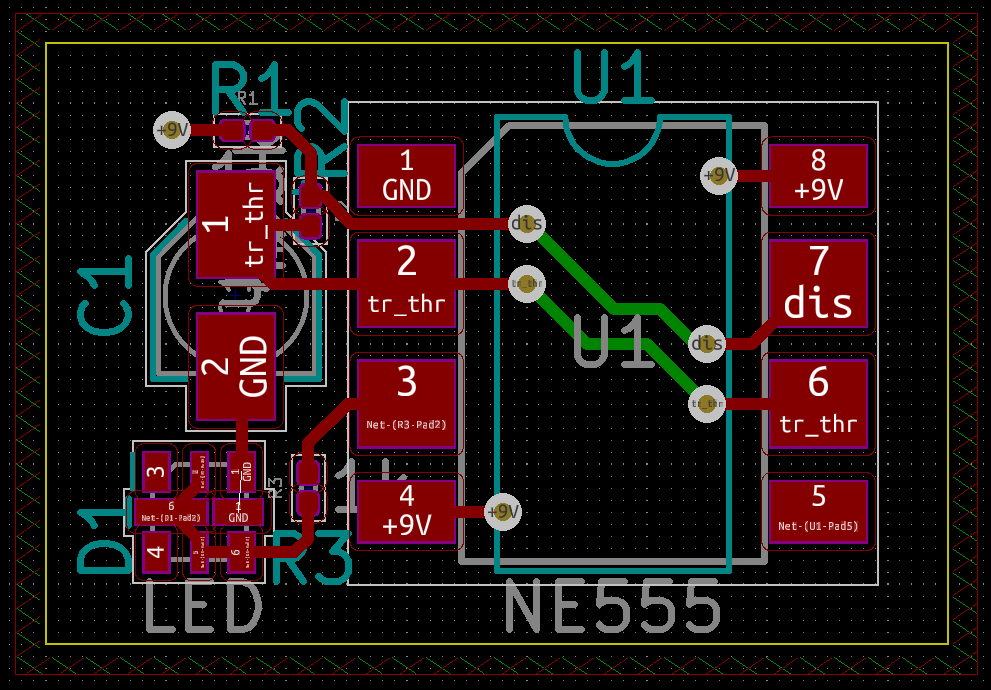 U1
R1
R1
R2
+9V
1
GND
8
+9V
+9V
1
tr_thr
dis
2
tr_thr
7
dis
tr_thr
C1
U1
dis
2
GND
3
Net-(R3-Pad2)
6
tr_thr
tr_thr
3
1
GND
R3
1k
4
+9V
+9V
5
Net-(U1-Pad5)
6
Net-(D1-Pad2)
1
GND
D1
4
6
R3
LED
NE555